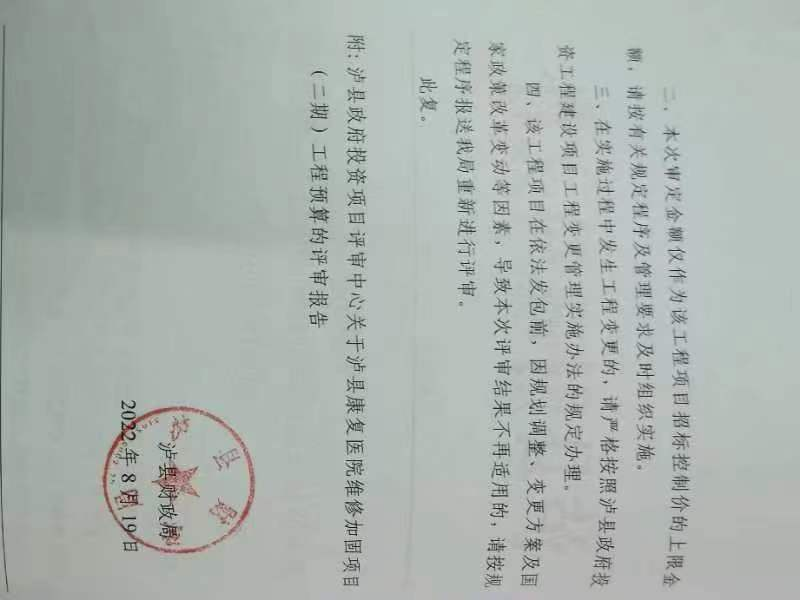 二、本次审定金额仅作为该工程项目招标控制价的上限金
额，请按有关规定程序及管理要求及时组织实施。
三、在实施过程中发生工程变更的，请严格按照泸县政府投
资工程建设项目工程变更管理实施办法的规定办理。
四、该工程项目在依法发包前，因规划调整、变更方案及国
家政策改革变动等因素，导致本次评审结果不再适用的，请按规
定程序报送我局重新进行评审。
此复。
附：泸县政府投资项目评审中心关于泸县康复医院维修加固项目
（二期）工程预算的评审报告
泸县财政局
2022年8月19日